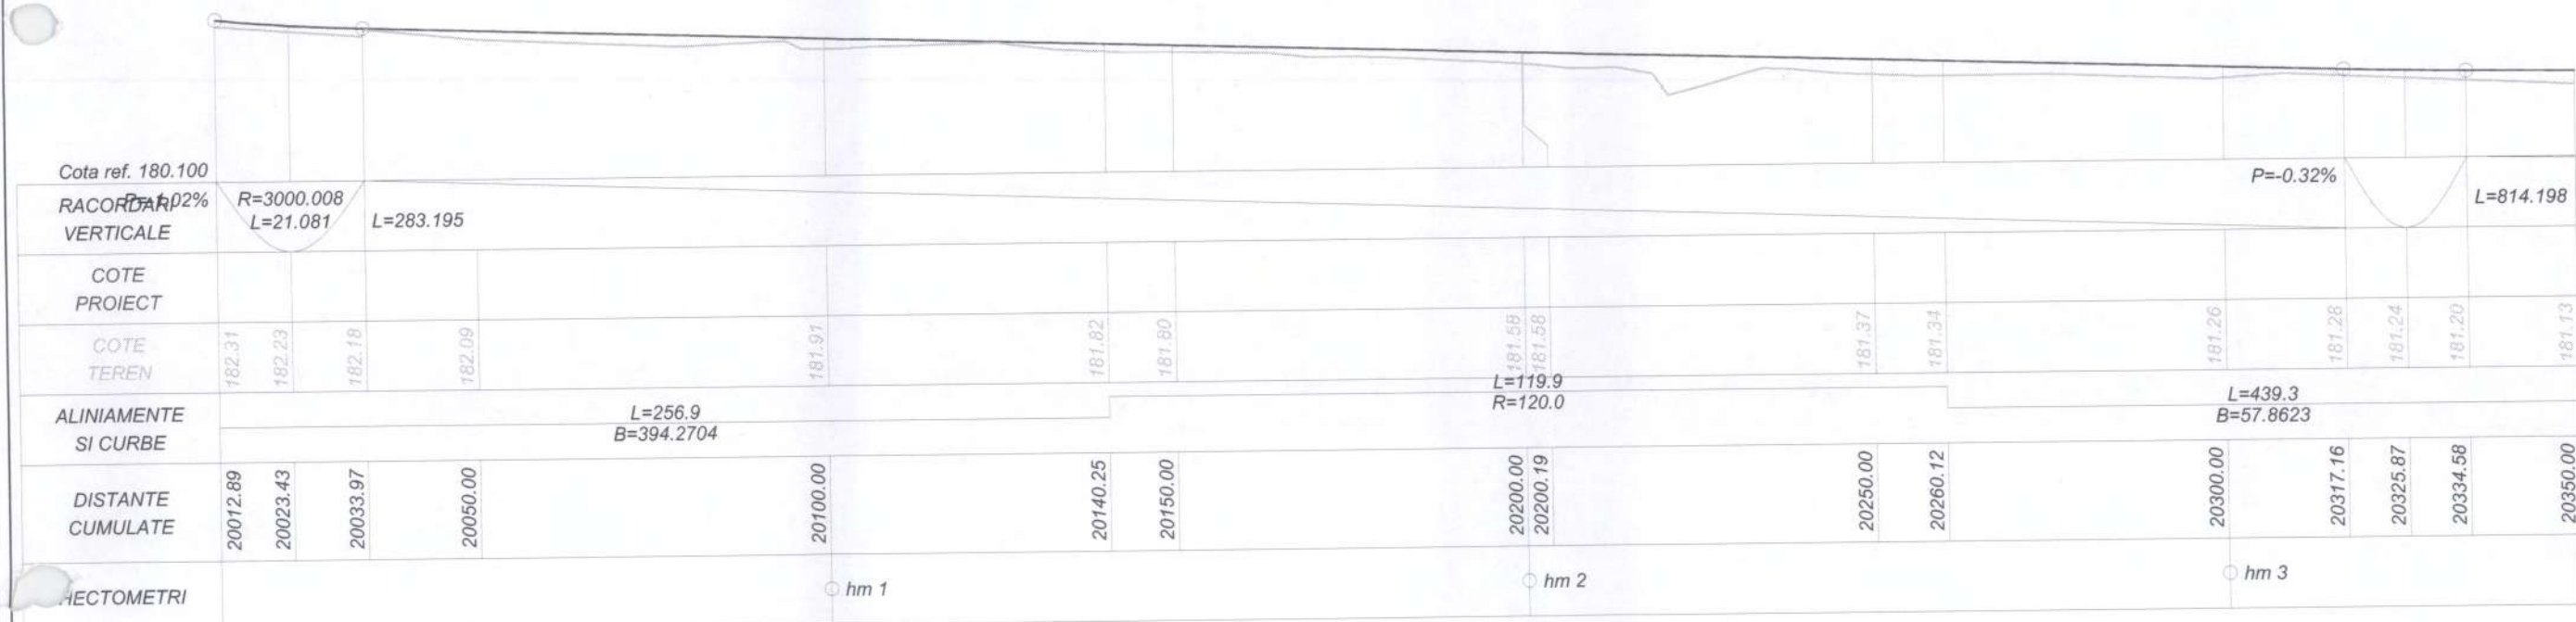 Cota ref. 180.100
RACORDARI
VERTICALE
R=3000.008
L=21.081
L=283.195
P=-0.32%
L=814.198
COTE
PROIECT
COTE
TEREN
182.31 182.23 182.18 182.09 181.91 181.82 181.80 181.58 181.58 181.37 181.34 181.26 181.28 181.24 181.20 181.13
ALINIAMENTE
SI CURBE
L=256.9
B=394.2704
L=119.9
R=120.0
L=439.3
B=57.8623
DISTANTE
CUMULATE
20012.89 20023.43 20033.97 20050.00 20100.00 20140.25 20150.00 20200.00 20200.19 20250.00 20260.12 20300.00 20317.16 20325.87 20334.58 20350.00
HECTOMETRI
hm 1
hm 2
hm 3